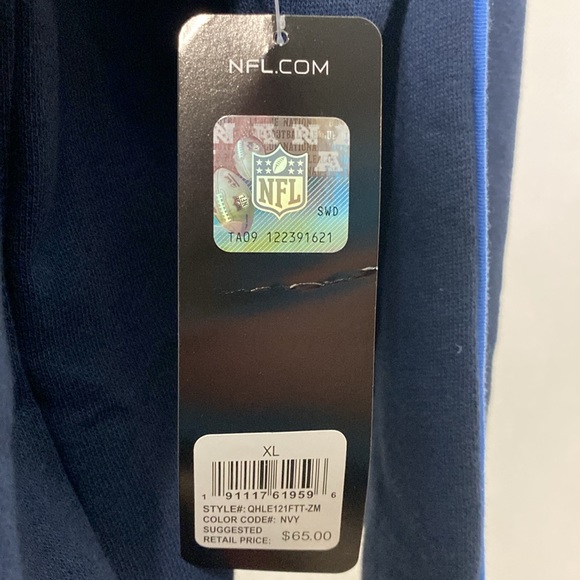 NFL.COM
NFL
SWD
TA09 122391621
XL
1 91117 61959 6
STYLE#: QHLE121FTT-ZM
COLOR CODE#: NVY
SUGGESTED
RETAIL PRICE: $65.00